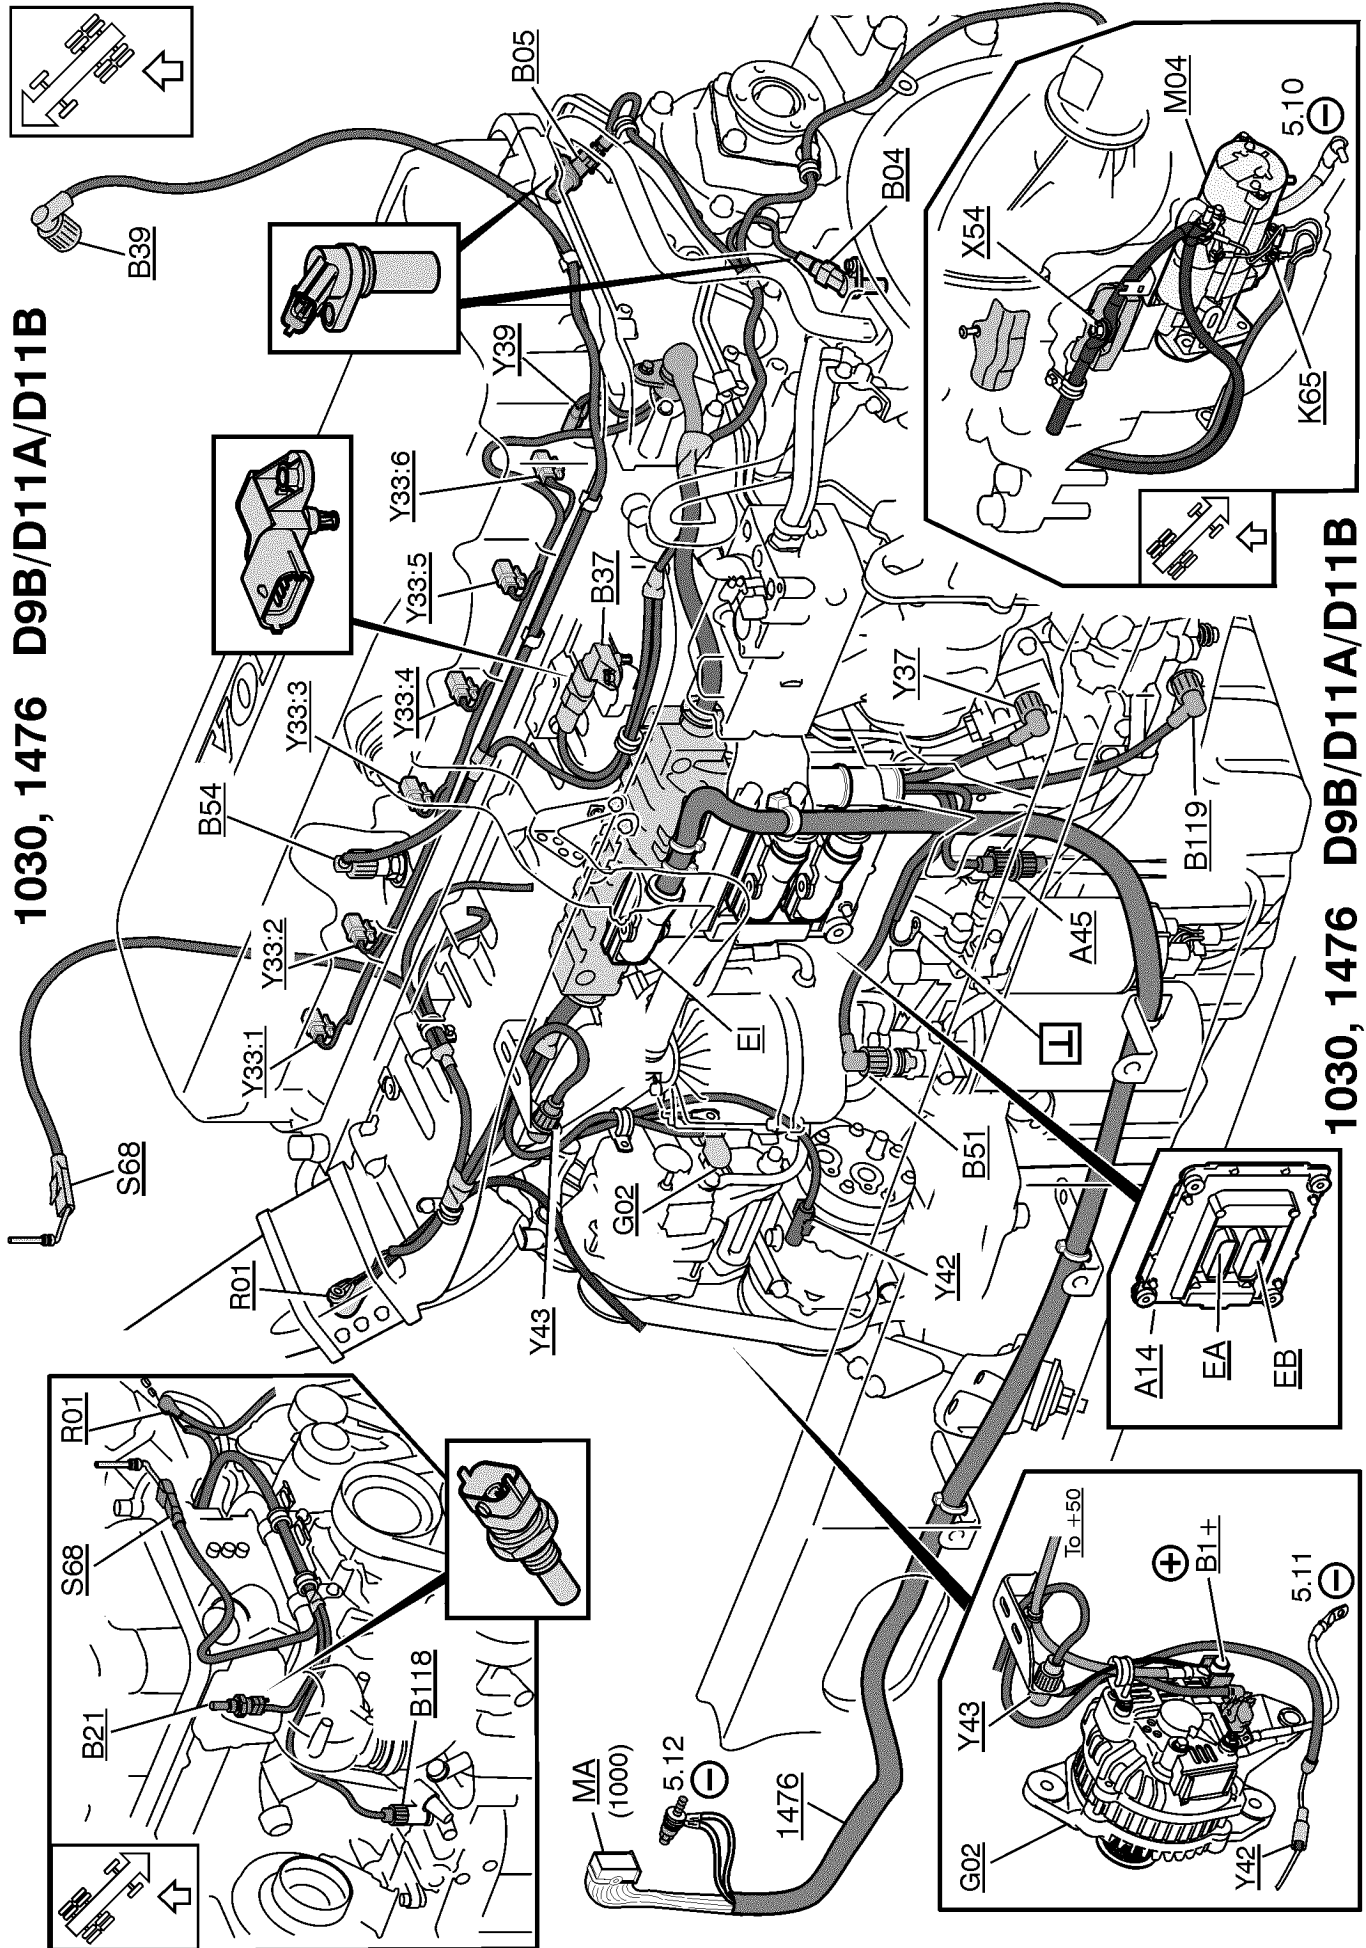 1030, 1476 D9B/D11A/D11B
B39
B05
B04
Y39
Y33:6
Y33:5
B37
Y33:4
Y33:3
B54
Y33:2
Y33:1
S68
R01
Y43
G02
Y42
EI
B51
A45
B119
Y37
T
M04
5.10
X54
K65
A14
EA
EB
R01
S68
B21
B118
MA
(1000)
5.12
1476
To +50
B1+
5.11
Y43
G02
Y42
1030, 1476 D9B/D11A/D11B